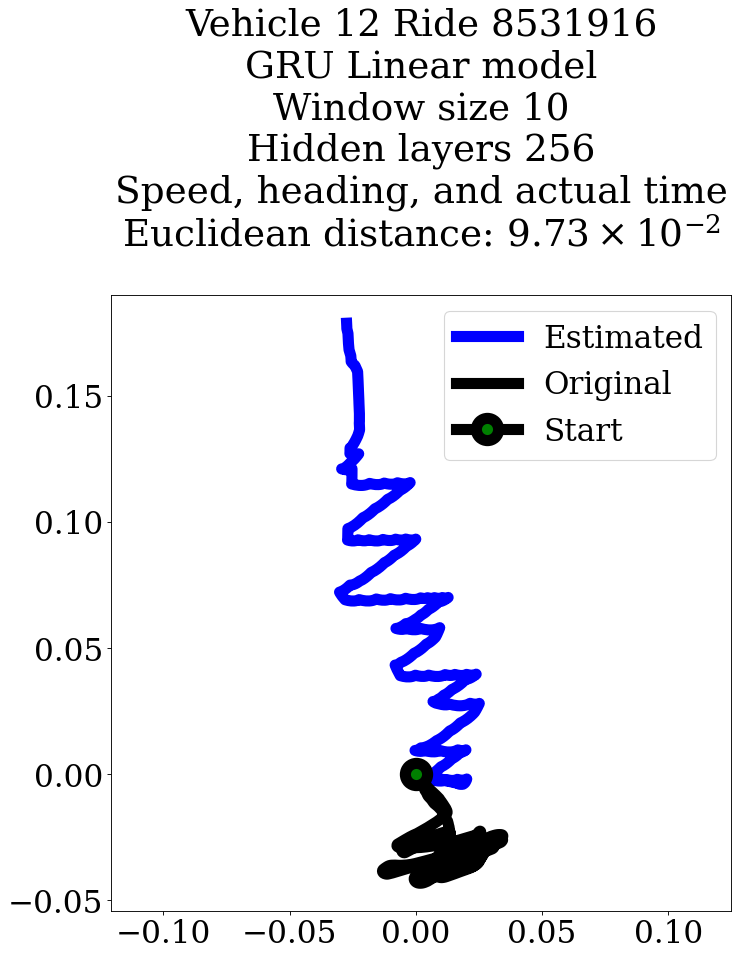 Vehicle 12 Ride 8531916
GRU Linear model
Window size 10
Hidden layers 256
Speed, heading, and actual time
Euclidean distance: 9.73 × 10⁻²
Estimated
Original
Start
0.15
0.10
0.05
0.00
−0.05
−0.10 −0.05 0.00 0.05 0.10